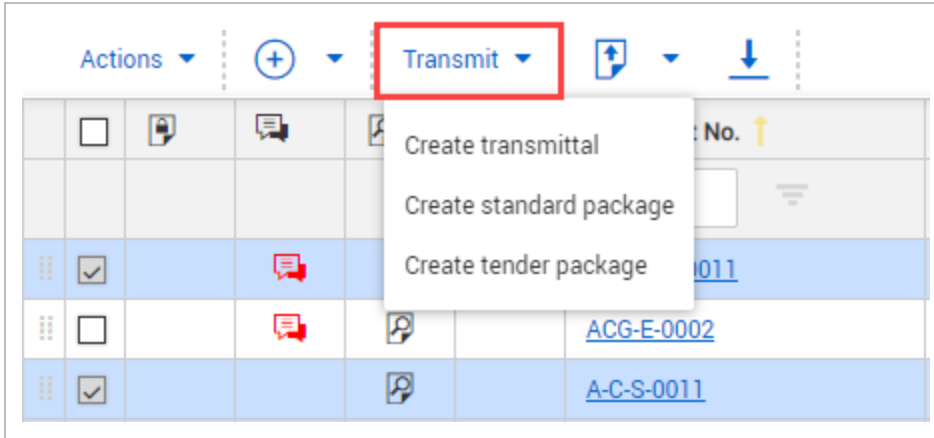 Actions
Transmit
Create transmittal
Create standard package
Create tender package
No.
0011
ACG-E-0002
A-C-S-0011